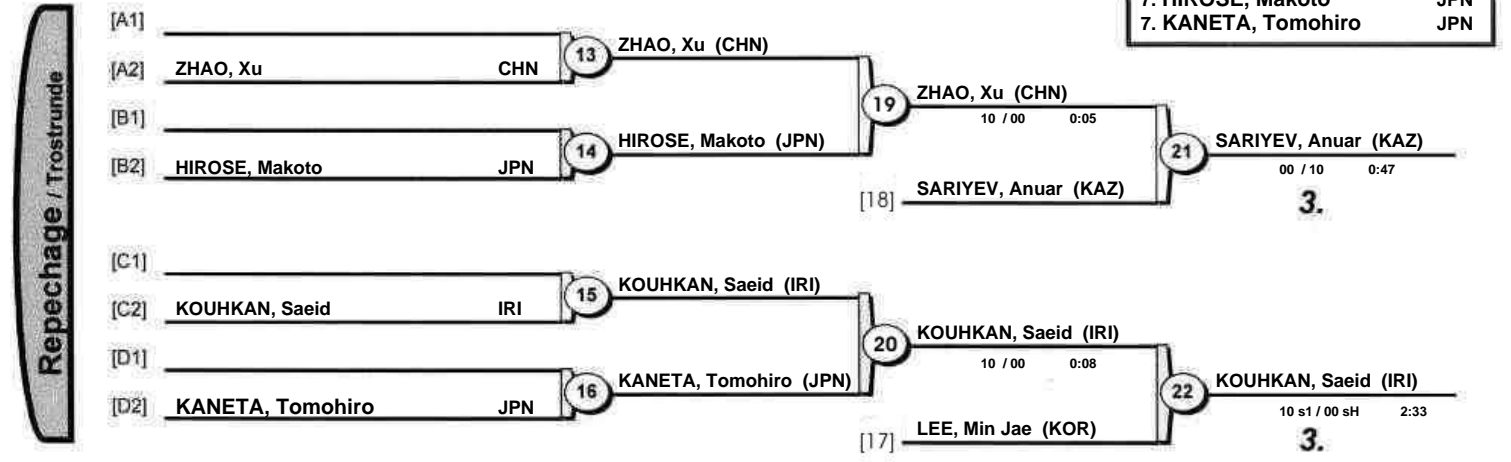 7. HIROSE, Makoto JPN
7. KANETA, Tomohiro JPN
Repechage / Trostrunde
[A1]
[A2] ZHAO, Xu CHN
13
ZHAO, Xu (CHN)
[B1]
[B2] HIROSE, Makoto JPN
14
HIROSE, Makoto (JPN)
19
ZHAO, Xu (CHN)
10 / 00 0:05
[18] SARIYEV, Anuar (KAZ)
21
SARIYEV, Anuar (KAZ)
00 / 10 0:47
3.
[C1]
[C2] KOUHKAN, Saeid IRI
15
KOUHKAN, Saeid (IRI)
[D1]
[D2] KANETA, Tomohiro JPN
16
KANETA, Tomohiro (JPN)
20
KOUHKAN, Saeid (IRI)
10 / 00 0:08
[17] LEE, Min Jae (KOR)
22
KOUHKAN, Saeid (IRI)
10 s1 / 00 sH 2:33
3.